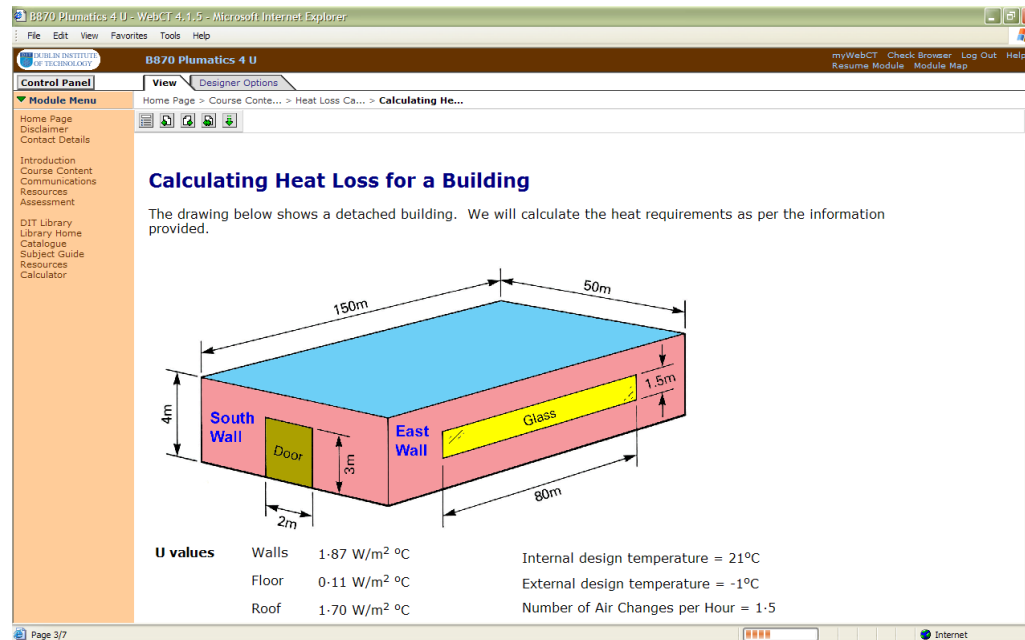 B870 Plumatics 4 U - WebCT 4.1.5 - Microsoft Internet Explorer
File Edit View Favorites Tools Help
DUBLIN INSTITUTE
OF TECHNOLOGY
B870 Plumatics 4 U
myWebCT Check Browser Log Out Help
Resume Module Module Map
Control Panel
View Designer Options
Module Menu
Home Page > Course Conte... > Heat Loss Ca... > Calculating He...
Home Page
Disclaimer
Contact Details
Introduction
Course Content
Communications
Resources
Assessment
DIT Library
Library Home
Catalogue
Subject Guide
Resources
Calculator
Calculating Heat Loss for a Building
The drawing below shows a detached building. We will calculate the heat requirements as per the information
provided.
150m
50m
4m
South
Wall
Door
3m
2m
East
Wall
Glass
1.5m
80m
U values
Walls 1·87 W/m² ºC
Floor 0·11 W/m² ºC
Roof 1·70 W/m² ºC
Internal design temperature = 21ºC
External design temperature = -1ºC
Number of Air Changes per Hour = 1·5
Page 3/7
Internet